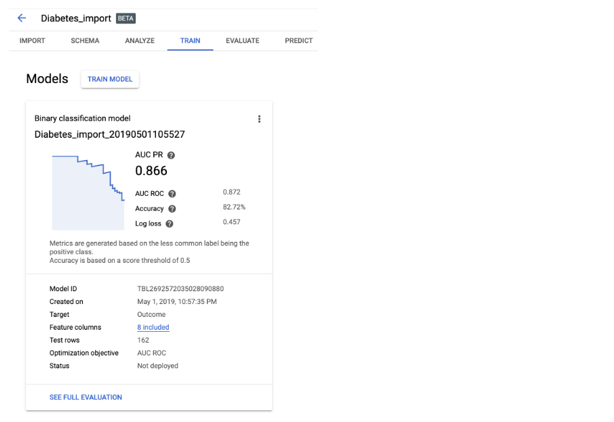 Diabetes_import BETA
IMPORT SCHEMA ANALYZE TRAIN EVALUATE PREDICT
Models TRAIN MODEL
Binary classification model
Diabetes_import_20190501105527
AUC PR
0.866
AUC ROC 0.872
Accuracy 82.72%
Log loss 0.457
Metrics are generated based on the less common label being the
positive class.
Accuracy is based on a score threshold of 0.5
Model ID TBL2692572035028090880
Created on May 1, 2019, 10:57:35 PM
Target Outcome
Feature columns 8 included
Test rows 162
Optimization objective AUC ROC
Status Not deployed
SEE FULL EVALUATION